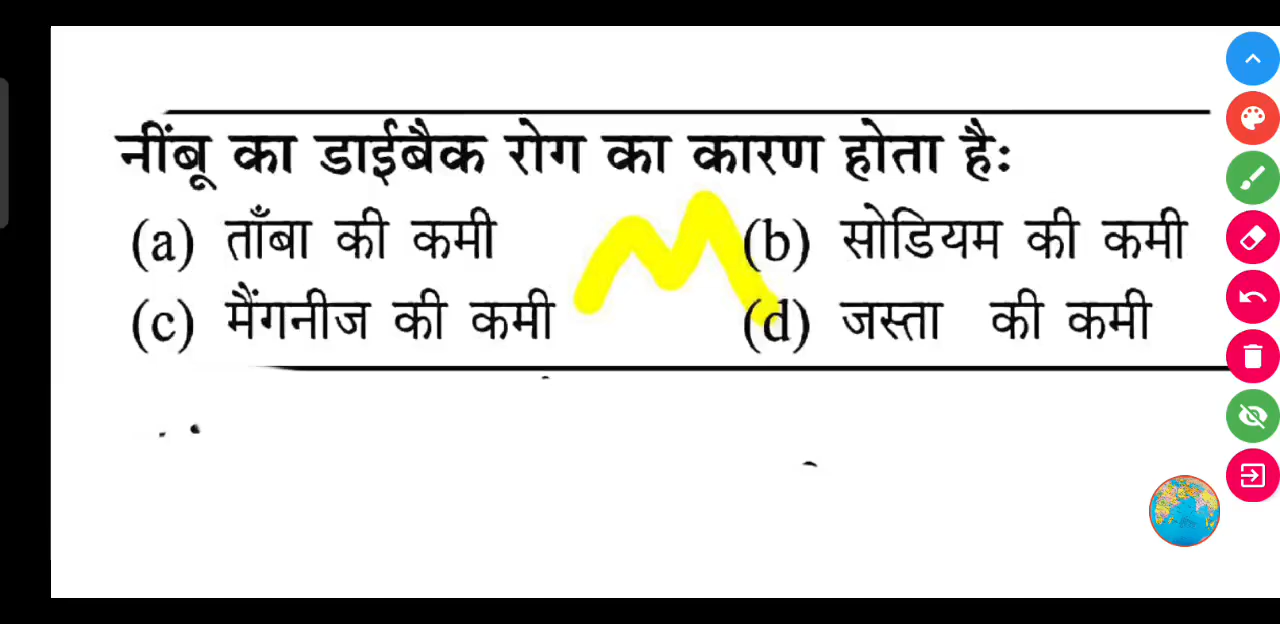 नींबू का डाईबैक रोग का कारण होता है:
(a) ताँबा की कमी (b) सोडियम की कमी
(c) मैंगनीज की कमी (d) जस्ता की कमी